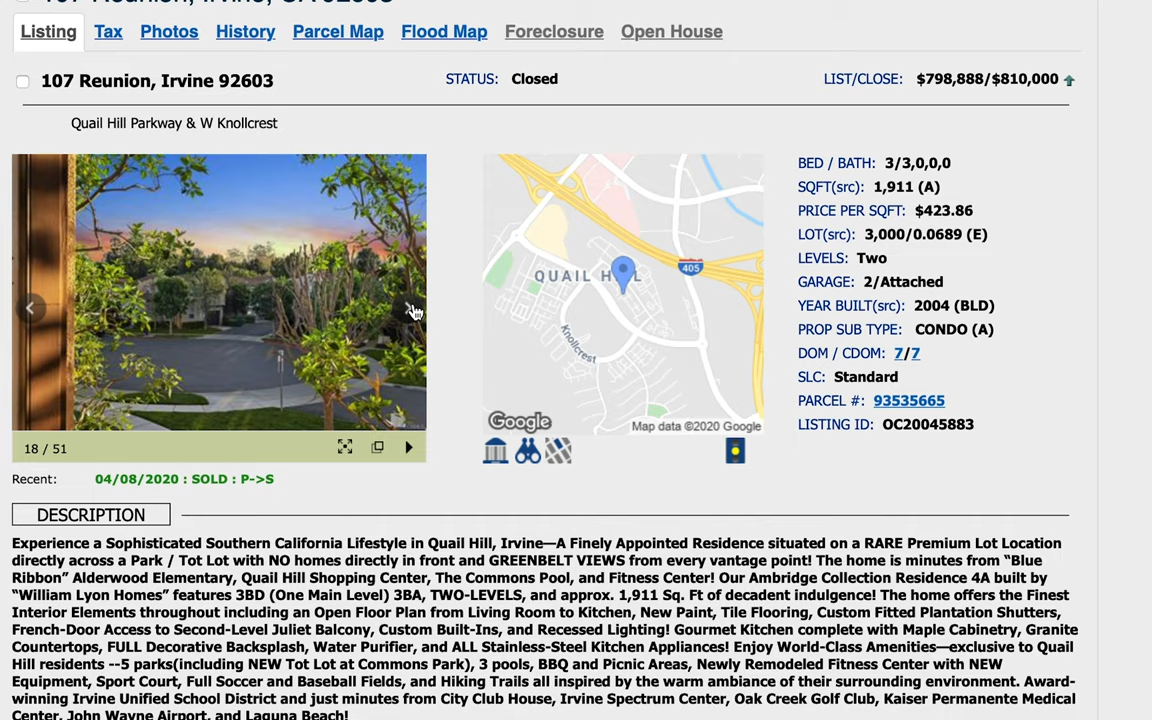 107 Reunion, Irvine, CA 92603
Listing Tax Photos History Parcel Map Flood Map Foreclosure Open House
107 Reunion, Irvine 92603 STATUS: Closed LIST/CLOSE: $798,888/$810,000
Quail Hill Parkway & W Knollcrest
QUAIL H LL
405
Knollcrest
Google Map data ©2020 Google
18 / 51
BED / BATH: 3/3,0,0,0
SQFT(src): 1,911 (A)
PRICE PER SQFT: $423.86
LOT(src): 3,000/0.0689 (E)
LEVELS: Two
GARAGE: 2/Attached
YEAR BUILT(src): 2004 (BLD)
PROP SUB TYPE: CONDO (A)
DOM / CDOM: 7/7
SLC: Standard
PARCEL #: 93535665
LISTING ID: OC20045883
Recent: 04/08/2020 : SOLD : P->S
DESCRIPTION
Experience a Sophisticated Southern California Lifestyle in Quail Hill, Irvine—A Finely Appointed Residence situated on a RARE Premium Lot Location
directly across a Park / Tot Lot with NO homes directly in front and GREENBELT VIEWS from every vantage point! The home is minutes from “Blue
Ribbon” Alderwood Elementary, Quail Hill Shopping Center, The Commons Pool, and Fitness Center! Our Ambridge Collection Residence 4A built by
“William Lyon Homes” features 3BD (One Main Level) 3BA, TWO-LEVELS, and approx. 1,911 Sq. Ft of decadent indulgence! The home offers the Finest
Interior Elements throughout including an Open Floor Plan from Living Room to Kitchen, New Paint, Tile Flooring, Custom Fitted Plantation Shutters,
French-Door Access to Second-Level Juliet Balcony, Custom Built-Ins, and Recessed Lighting! Gourmet Kitchen complete with Maple Cabinetry, Granite
Countertops, FULL Decorative Backsplash, Water Purifier, and ALL Stainless-Steel Kitchen Appliances! Enjoy World-Class Amenities—exclusive to Quail
Hill residents --5 parks(including NEW Tot Lot at Commons Park), 3 pools, BBQ and Picnic Areas, Newly Remodeled Fitness Center with NEW
Equipment, Sport Court, Full Soccer and Baseball Fields, and Hiking Trails all inspired by the warm ambiance of their surrounding environment. Award-
winning Irvine Unified School District and just minutes from City Club House, Irvine Spectrum Center, Oak Creek Golf Club, Kaiser Permanente Medical
Center, John Wayne Airport, and Laguna Beach!